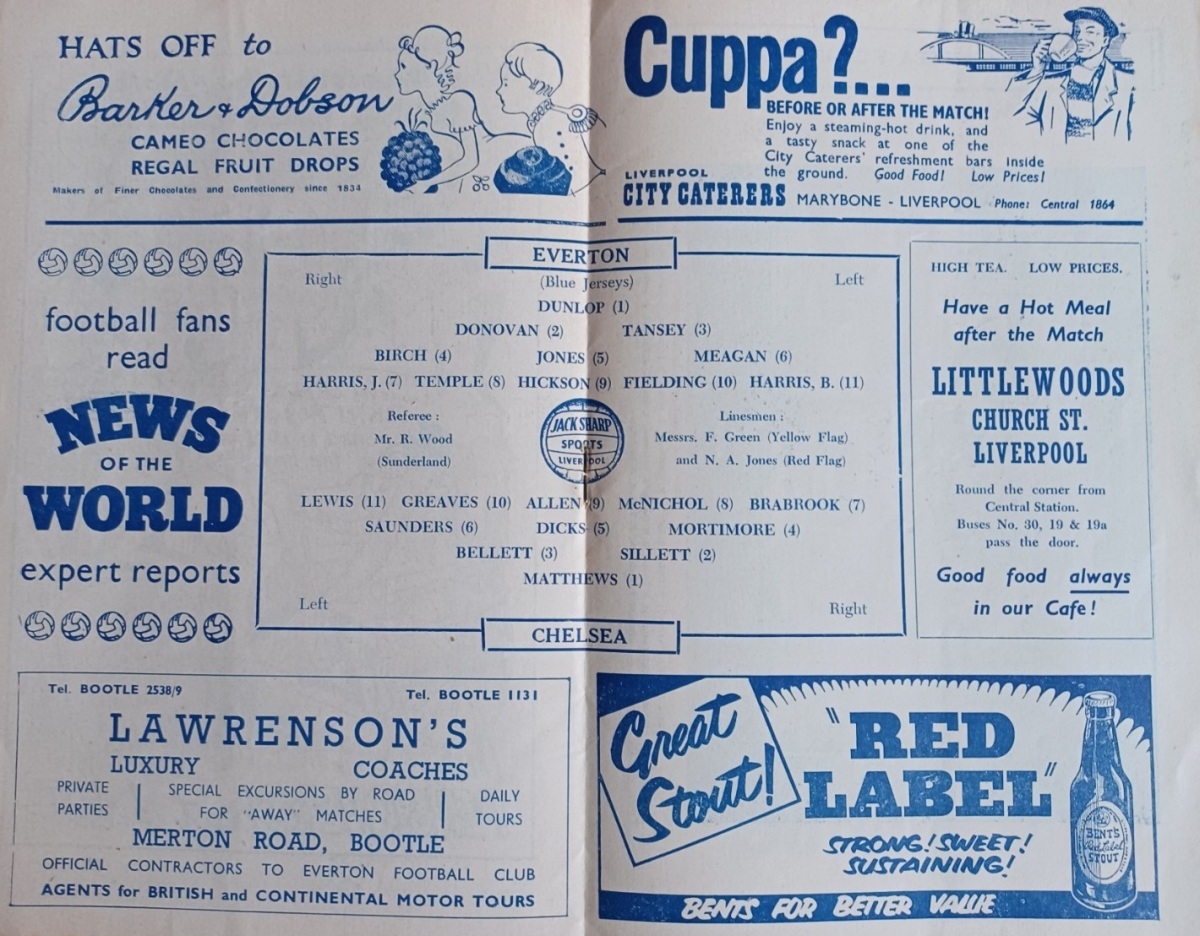 HATS OFF to
Barker & Dobson
CAMEO CHOCOLATES
REGAL FRUIT DROPS
Makers of Finer Chocolates and Confectionery since 1834
Cuppa?...
BEFORE OR AFTER THE MATCH!
Enjoy a steaming-hot drink, and
a tasty snack at one of the
City Caterers' refreshment bars inside
the ground. Good Food! Low Prices!
LIVERPOOL
CITY CATERERS MARYBONE - LIVERPOOL Phone: Central 1864
football fans
read
NEWS
OF THE
WORLD
expert reports
EVERTON
Right (Blue Jerseys) Left
DUNLOP (1)
DONOVAN (2) TANSEY (3)
BIRCH (4) JONES (5) MEAGAN (6)
HARRIS, J. (7) TEMPLE (8) HICKSON (9) FIELDING (10) HARRIS, B. (11)
Referee :
Mr. R. Wood
(Sunderland)
JACK SHARP
SPORTS
LIVERPOOL
Linesmen :
Messrs. F. Green (Yellow Flag)
and N. A. Jones (Red Flag)
LEWIS (11) GREAVES (10) ALLEN (9) McNICHOL (8) BRABROOK (7)
SAUNDERS (6) DICKS (5) MORTIMORE (4)
BELLETT (3) SILLETT (2)
MATTHEWS (1)
Left Right
CHELSEA
HIGH TEA. LOW PRICES.
Have a Hot Meal
after the Match
LITTLEWOODS
CHURCH ST.
LIVERPOOL
Round the corner from
Central Station.
Buses No. 30, 19 & 19a
pass the door.
Good food always
in our Cafe!
Tel. BOOTLE 2538/9 Tel. BOOTLE 1131
LAWRENSON'S
LUXURY COACHES
PRIVATE
PARTIES
SPECIAL EXCURSIONS BY ROAD
FOR "AWAY" MATCHES
DAILY
TOURS
MERTON ROAD, BOOTLE
OFFICIAL CONTRACTORS TO EVERTON FOOTBALL CLUB
AGENTS for BRITISH and CONTINENTAL MOTOR TOURS
Great
Stout!
"RED
LABEL"
STRONG! SWEET!
SUSTAINING!
BENT'S
Red Label
STOUT
BENTS FOR BETTER VALUE